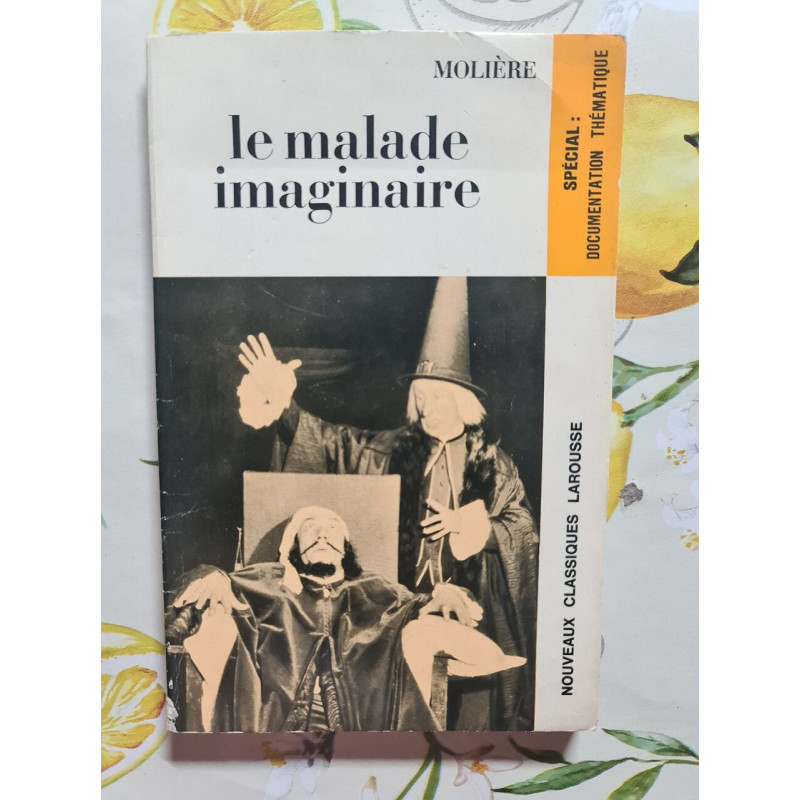 MOLIÈRE
le malade
imaginaire
SPÉCIAL :
DOCUMENTATION THÉMATIQUE
NOUVEAUX CLASSIQUES LAROUSSE